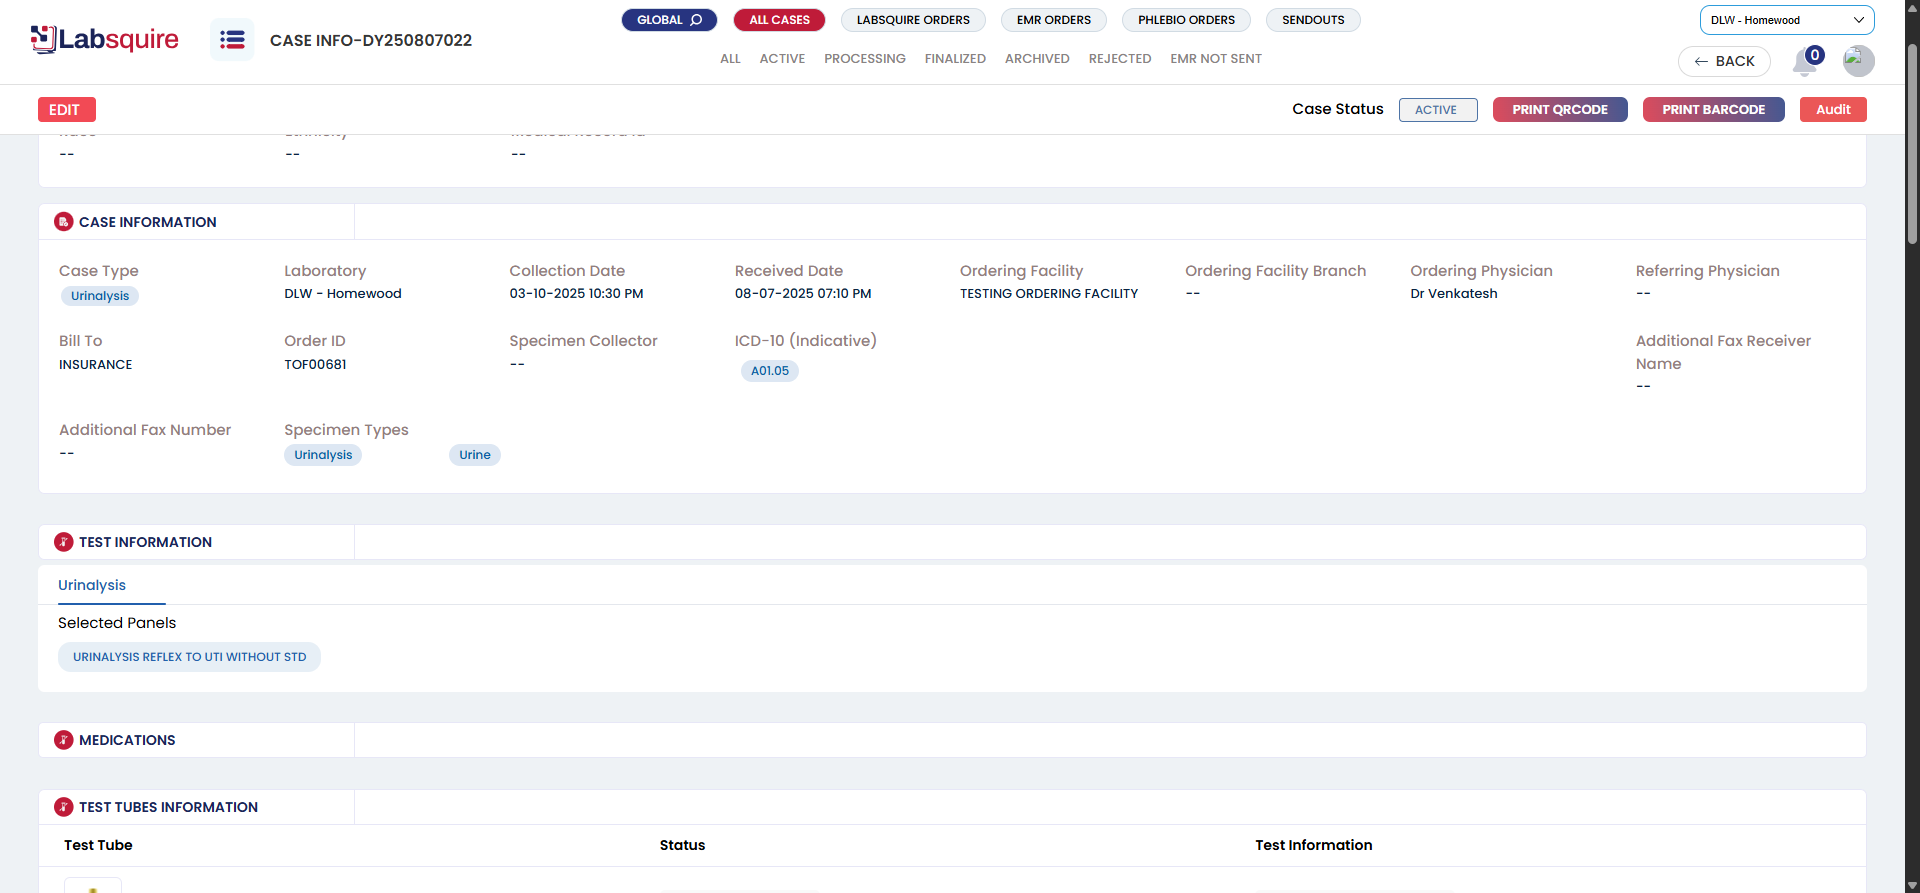 Labsquire
CASE INFO-DY250807022
GLOBAL
ALL CASES
LABSQUIRE ORDERS
EMR ORDERS
PHLEBIO ORDERS
SENDOUTS
DLW - Homewood
ALL
ACTIVE
PROCESSING
FINALIZED
ARCHIVED
REJECTED
EMR NOT SENT
BACK
0
EDIT
Case Status
ACTIVE
PRINT QRCODE
PRINT BARCODE
Audit
--
--
--
CASE INFORMATION
Case Type
Laboratory
Collection Date
Received Date
Ordering Facility
Ordering Facility Branch
Ordering Physician
Referring Physician
Urinalysis
DLW - Homewood
03-10-2025 10:30 PM
08-07-2025 07:10 PM
TESTING ORDERING FACILITY
--
Dr Venkatesh
--
Bill To
Order ID
Specimen Collector
ICD-10 (Indicative)
Additional Fax Receiver
Name
INSURANCE
TOF00681
--
A01.05
--
Additional Fax Number
Specimen Types
--
Urinalysis
Urine
TEST INFORMATION
Urinalysis
Selected Panels
URINALYSIS REFLEX TO UTI WITHOUT STD
MEDICATIONS
TEST TUBES INFORMATION
Test Tube
Status
Test Information